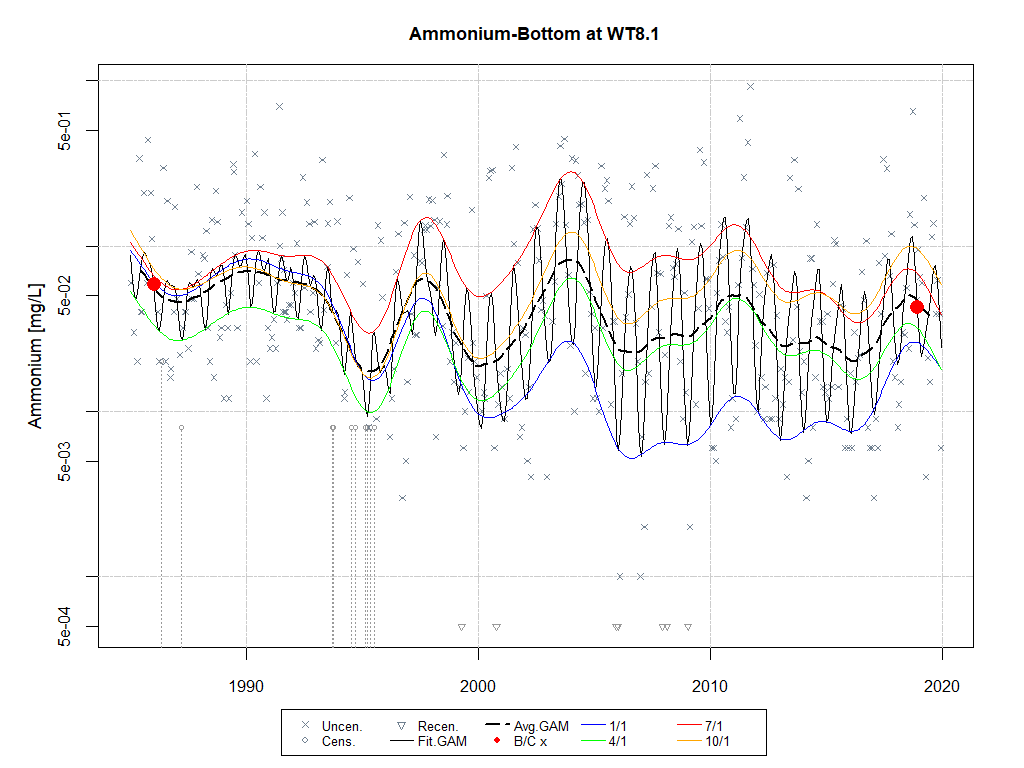 Ammonium-Bottom at WT8.1
Ammonium [mg/L]
5e-01
5e-02
5e-03
5e-04
1990 2000 2010 2020
Uncen. Recen. Avg.GAM 1/1 7/1
Cens. Fit.GAM B/C x 4/1 10/1